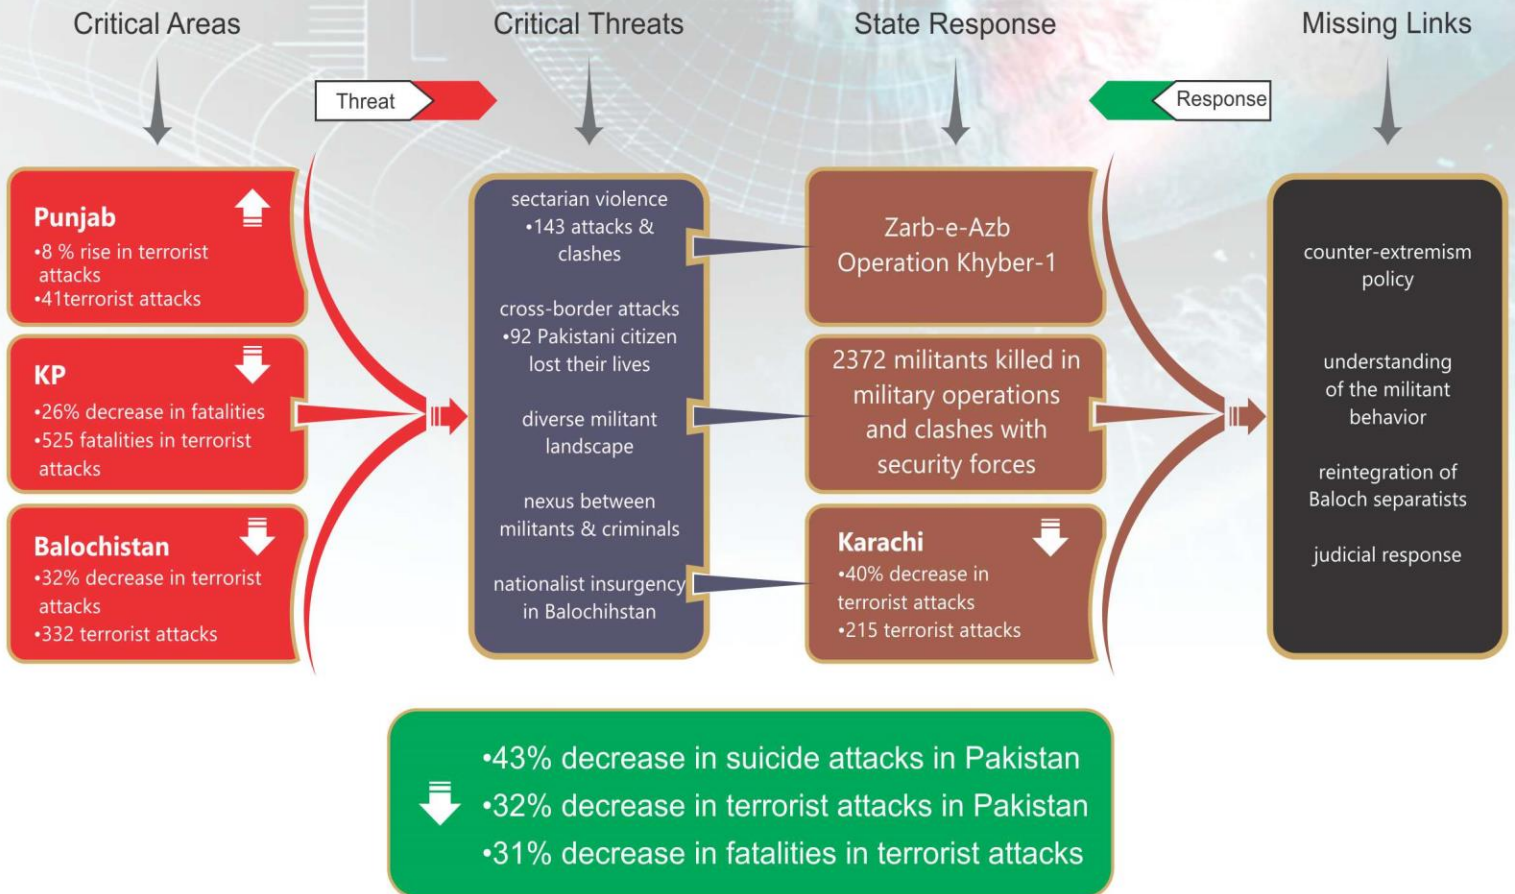 Critical Areas
Critical Threats
State Response
Missing Links
Threat
Response
Punjab
•8 % rise in terrorist
attacks
•41terrorist attacks
KP
•26% decrease in fatalities
•525 fatalities in terrorist
attacks
Balochistan
•32% decrease in terrorist
attacks
•332 terrorist attacks
sectarian violence
•143 attacks &
clashes
cross-border attacks
•92 Pakistani citizen
lost their lives
diverse militant
landscape
nexus between
militants & criminals
nationalist insurgency
in Balochihstan
Zarb-e-Azb
Operation Khyber-1
2372 militants killed in
military operations
and clashes with
security forces
Karachi
•40% decrease in
terrorist attacks
•215 terrorist attacks
counter-extremism
policy
understanding
of the militant
behavior
reintegration of
Baloch separatists
judicial response
•43% decrease in suicide attacks in Pakistan
•32% decrease in terrorist attacks in Pakistan
•31% decrease in fatalities in terrorist attacks